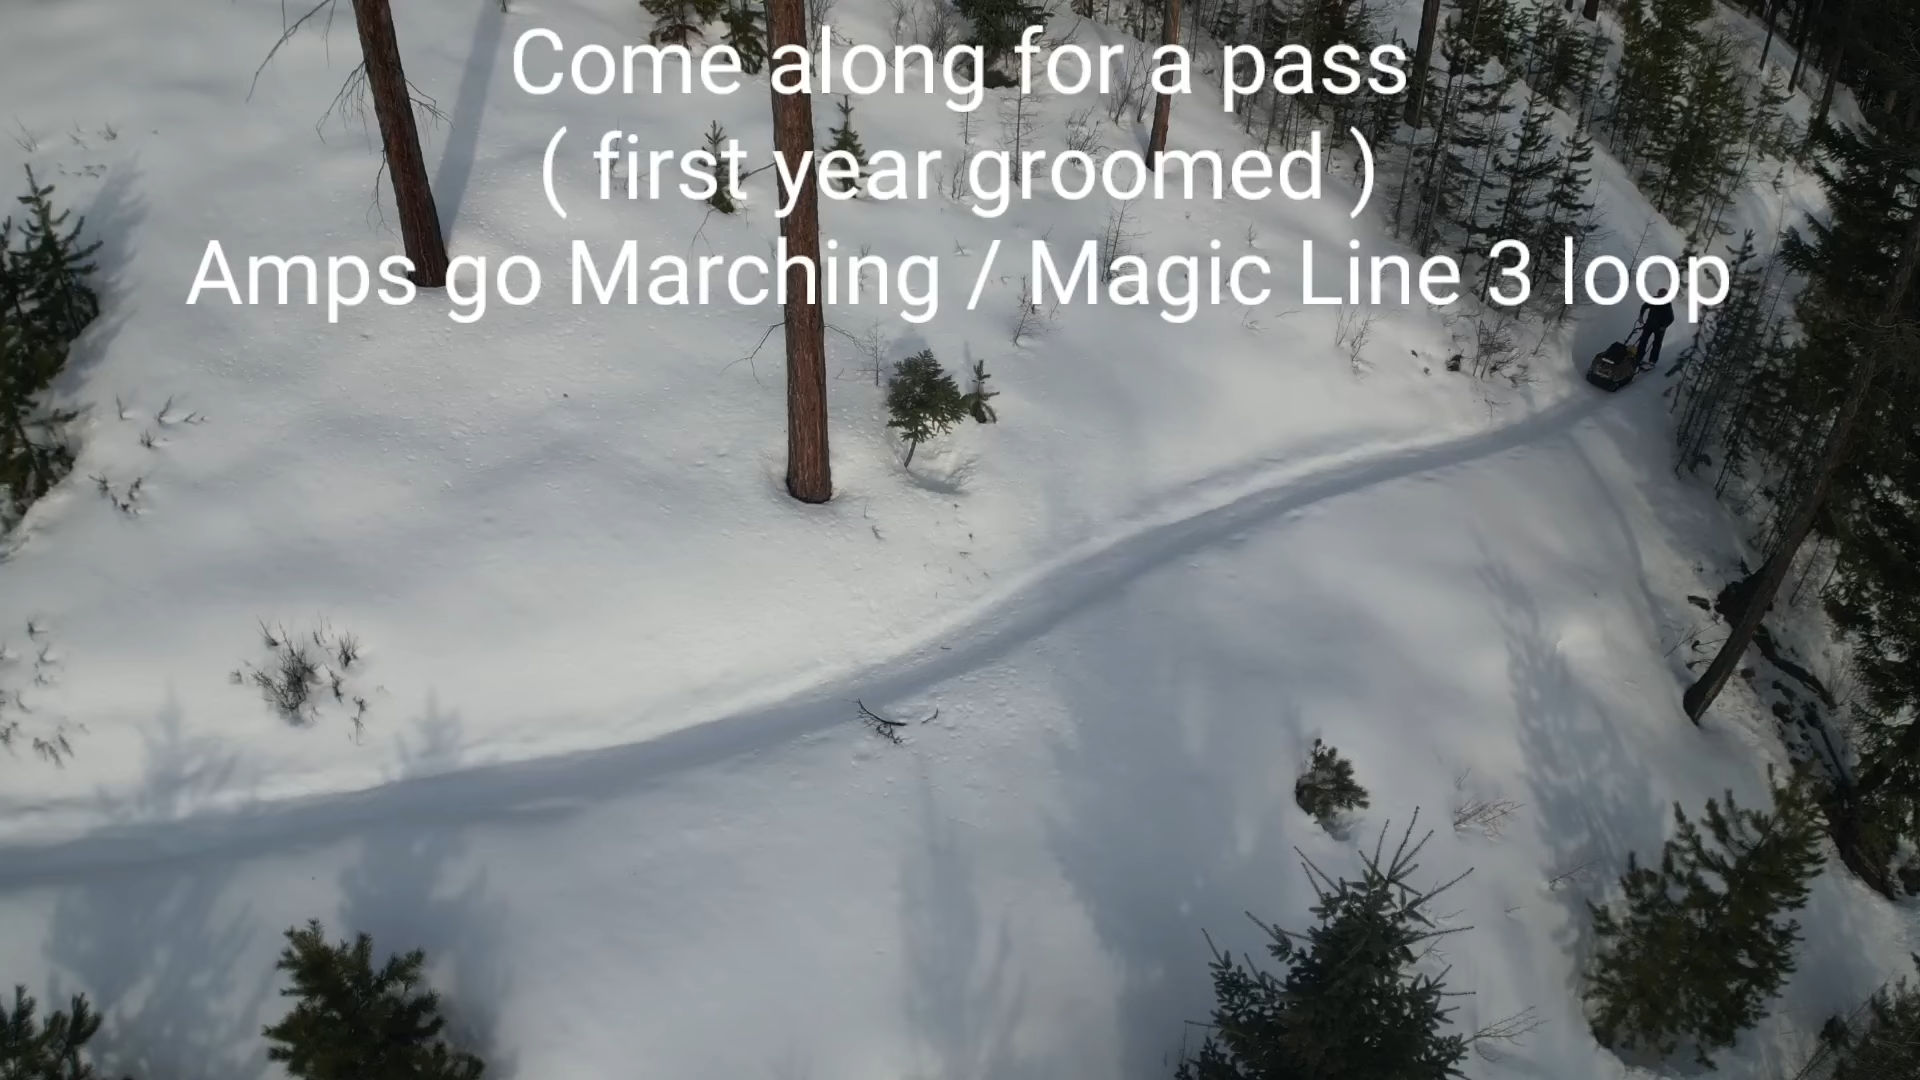 Come along for a pass
( first year groomed )
Amps go Marching / Magic Line 3 loop